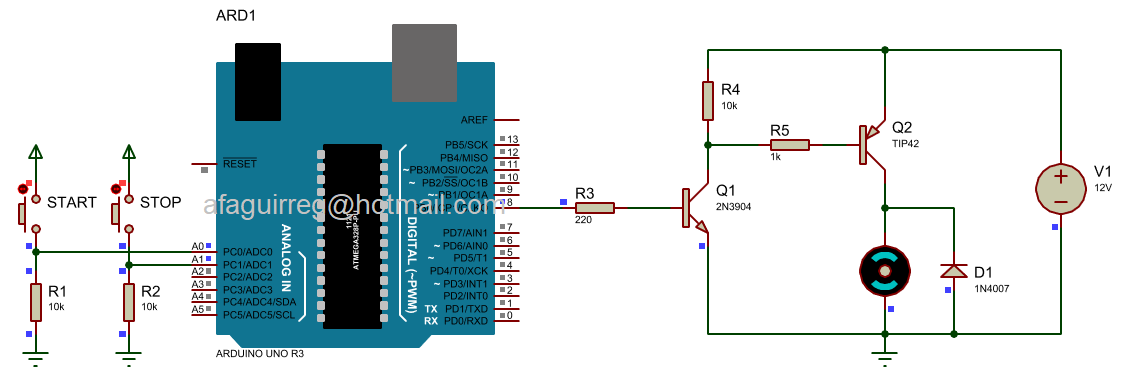 ARD1
RESET
AREF
PB5/SCK 13
PB4/MISO 12
~PB3/MOSI/OC2A 11
~ PB2/SS/OC1B 10
~ PB1/OC1A 9
8
PD7/AIN1 7
~ PD6/AIN0 6
~ PD5/T1 5
PD4/T0/XCK 4
~ PD3/INT1 3
PD2/INT0 2
TX PD1/TXD 1
RX PD0/RXD 0
A0 PC0/ADC0
A1 PC1/ADC1
A2 PC2/ADC2
A3 PC3/ADC3
A4 PC4/ADC4/SDA
A5 PC5/ADC5/SCL
ANALOG IN
ATMEGA328P-PU
1121
DIGITAL (~PWM)
ARDUINO UNO R3
afaguirreg@hotmail.com
START
STOP
R1
10k
R2
10k
R3
220
R4
10k
R5
1k
Q1
2N3904
Q2
TIP42
D1
1N4007
V1
12V